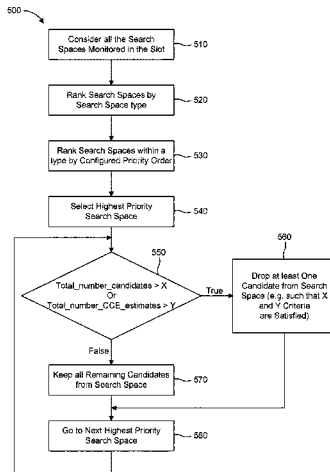 500
Consider all the Search
Spaces Monitored in the Slot
510
Rank Search Spaces by
Search Space type
520
Rank Search Spaces within a
type by Configured Priority Order
530
Select Highest Priority
Search Space
540
550
Total_number_candidates > X
Or
Total_number_CCE_estimates > Y
True
560
Drop at least One
Candidate from Search
Space (e.g. such that X
and Y Criteria
are Satisfied)
False
Keep all Remaining Candidates
from Search Space
570
Go to Next Highest Priority
Search Space
580